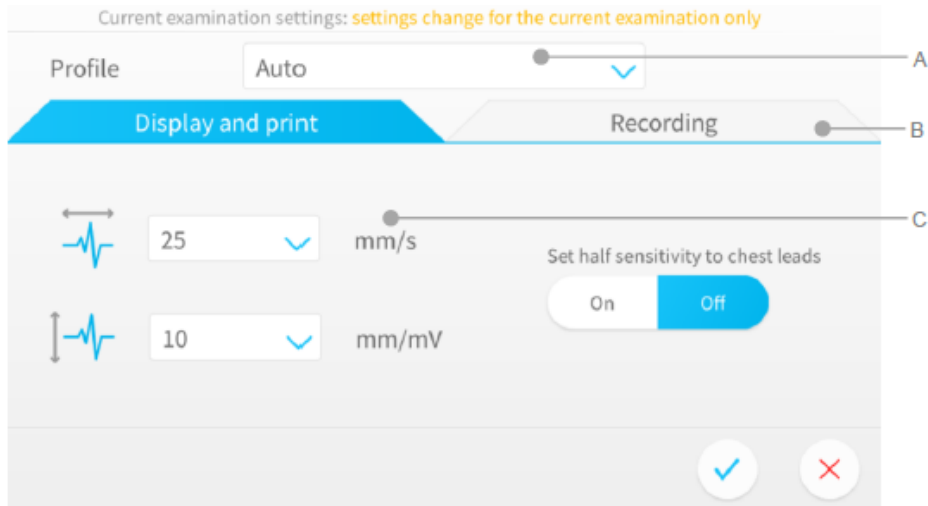 Current examination settings: settings change for the current examination only
Profile Auto A
Display and print Recording B
C
25 mm/s
Set half sensitivity to chest leads
On Off
10 mm/mV